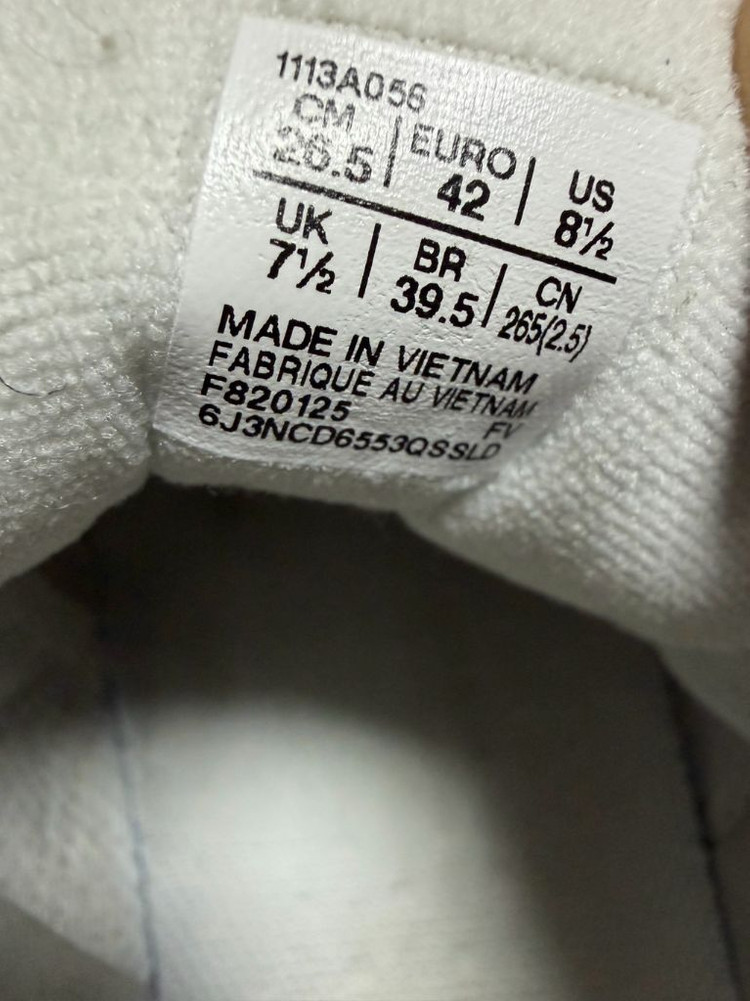 1113A056
CM EURO US
26.5 42 8½
UK BR CN
7½ 39.5 265(2.5)
MADE IN VIETNAM
FABRIQUE AU VIETNAM
F820125 FV
6J3NCD6553QSSLD